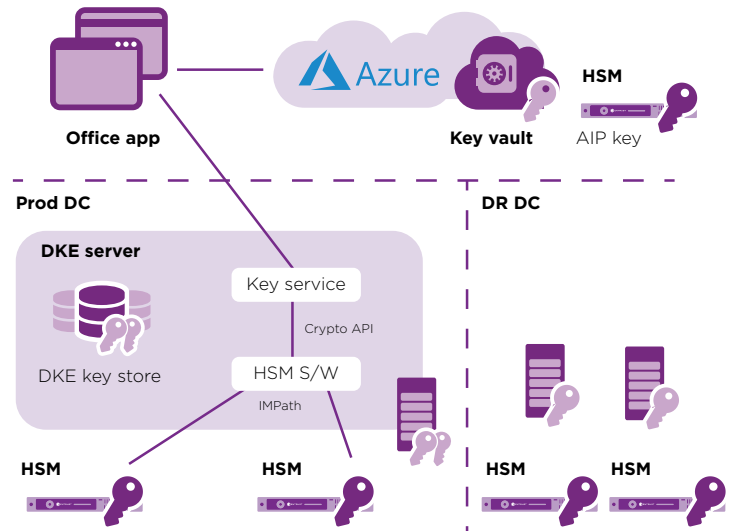 Azure
HSM
Office app
Key vault
AIP key
Prod DC
DR DC
DKE server
Key service
Crypto API
DKE key store
HSM S/W
IMPath
HSM
HSM
HSM
HSM